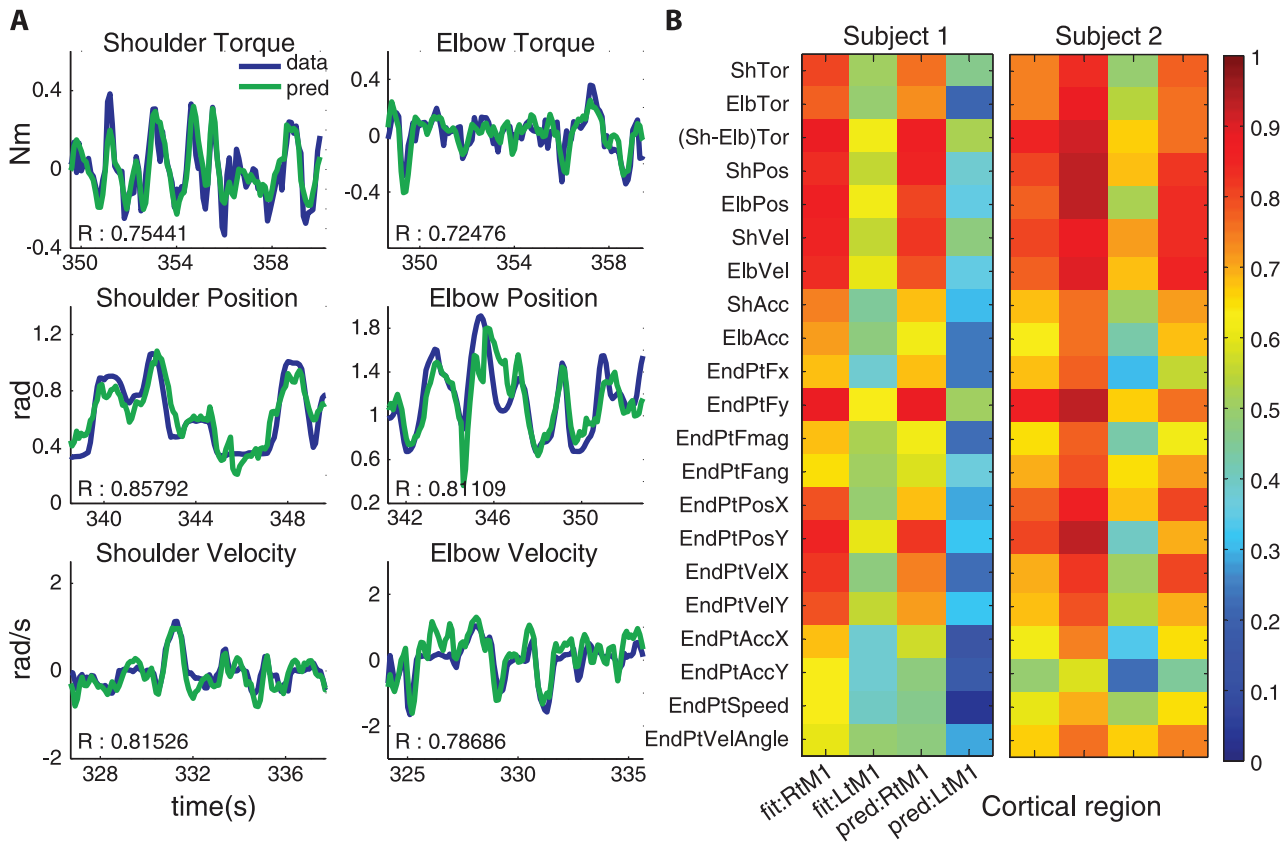 A
Shoulder Torque
data
pred
Nm
0.4
0
-0.4
R : 0.75441
350
354
358
Elbow Torque
0.4
0
-0.4
R : 0.72476
350
354
358
Shoulder Position
rad
1.2
0.8
0.4
0
R : 0.85792
340
344
348
Elbow Position
1.8
1.4
1
0.6
0.2
R : 0.81109
342
346
350
Shoulder Velocity
rad/s
2
0
-2
R : 0.81526
328
332
336
time(s)
Elbow Velocity
2
0
-2
R : 0.78686
325
330
335
B
Subject 1
Subject 2
ShTor
ElbTor
(Sh-Elb)Tor
ShPos
ElbPos
ShVel
ElbVel
ShAcc
ElbAcc
EndPtFx
EndPtFy
EndPtFmag
EndPtFang
EndPtPosX
EndPtPosY
EndPtVelX
EndPtVelY
EndPtAccX
EndPtAccY
EndPtSpeed
EndPtVelAngle
fit:RtM1
fit:LtM1
pred:RtM1
pred:LtM1
Cortical region
1
0.9
0.8
0.7
0.6
0.5
0.4
0.3
0.2
0.1
0